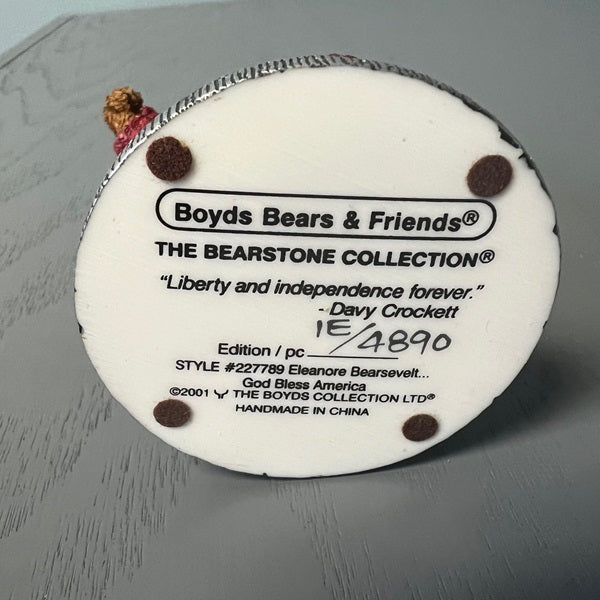 Boyds Bears & Friends®
THE BEARSTONE COLLECTION®
“Liberty and independence forever.”
- Davy Crockett
Edition / pc 1E/4890
STYLE #227789 Eleanore Bearsevelt...
God Bless America
©2001 THE BOYDS COLLECTION LTD®
HANDMADE IN CHINA